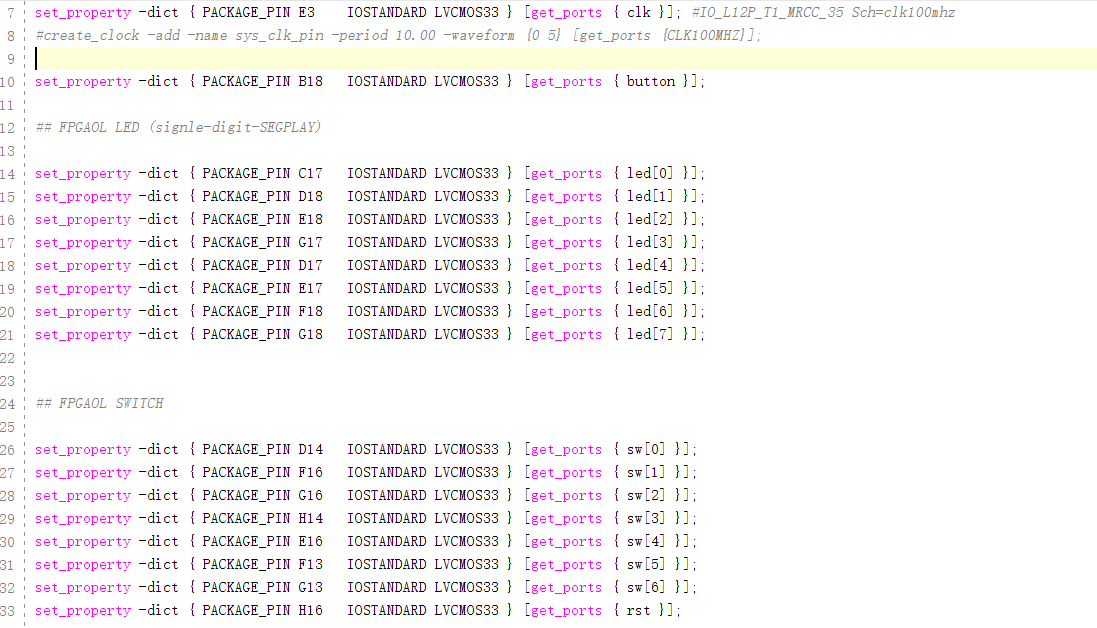 7 set_property -dict { PACKAGE_PIN E3    IOSTANDARD LVCMOS33 } [get_ports { clk }]; #IO_L12P_T1_MRCC_35 Sch=clk100mhz
8 #create_clock -add -name sys_clk_pin -period 10.00 -waveform {0 5} [get_ports {CLK100MHZ}];
9
10 set_property -dict { PACKAGE_PIN B18   IOSTANDARD LVCMOS33 } [get_ports { button }];
11
12 ## FPGAOL LED (signle-digit-SEGPLAY)
13
14 set_property -dict { PACKAGE_PIN C17   IOSTANDARD LVCMOS33 } [get_ports { led[0] }];
15 set_property -dict { PACKAGE_PIN D18   IOSTANDARD LVCMOS33 } [get_ports { led[1] }];
16 set_property -dict { PACKAGE_PIN E18   IOSTANDARD LVCMOS33 } [get_ports { led[2] }];
17 set_property -dict { PACKAGE_PIN G17   IOSTANDARD LVCMOS33 } [get_ports { led[3] }];
18 set_property -dict { PACKAGE_PIN D17   IOSTANDARD LVCMOS33 } [get_ports { led[4] }];
19 set_property -dict { PACKAGE_PIN E17   IOSTANDARD LVCMOS33 } [get_ports { led[5] }];
20 set_property -dict { PACKAGE_PIN F18   IOSTANDARD LVCMOS33 } [get_ports { led[6] }];
21 set_property -dict { PACKAGE_PIN G18   IOSTANDARD LVCMOS33 } [get_ports { led[7] }];
22
23
24 ## FPGAOL SWITCH
25
26 set_property -dict { PACKAGE_PIN D14   IOSTANDARD LVCMOS33 } [get_ports { sw[0] }];
27 set_property -dict { PACKAGE_PIN F16   IOSTANDARD LVCMOS33 } [get_ports { sw[1] }];
28 set_property -dict { PACKAGE_PIN G16   IOSTANDARD LVCMOS33 } [get_ports { sw[2] }];
29 set_property -dict { PACKAGE_PIN H14   IOSTANDARD LVCMOS33 } [get_ports { sw[3] }];
30 set_property -dict { PACKAGE_PIN E16   IOSTANDARD LVCMOS33 } [get_ports { sw[4] }];
31 set_property -dict { PACKAGE_PIN F13   IOSTANDARD LVCMOS33 } [get_ports { sw[5] }];
32 set_property -dict { PACKAGE_PIN G13   IOSTANDARD LVCMOS33 } [get_ports { sw[6] }];
33 set_property -dict { PACKAGE_PIN H16   IOSTANDARD LVCMOS33 } [get_ports { rst }];